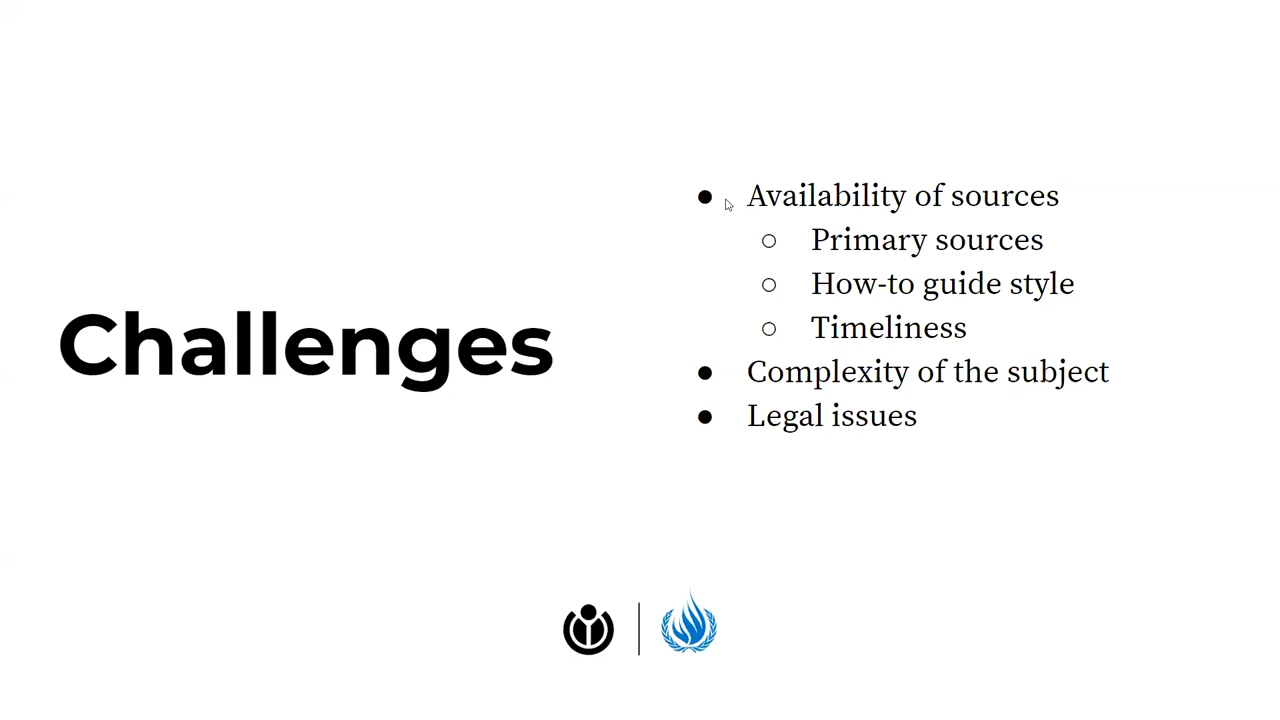 Challenges
● Availability of sources
○ Primary sources
○ How-to guide style
○ Timeliness
● Complexity of the subject
● Legal issues